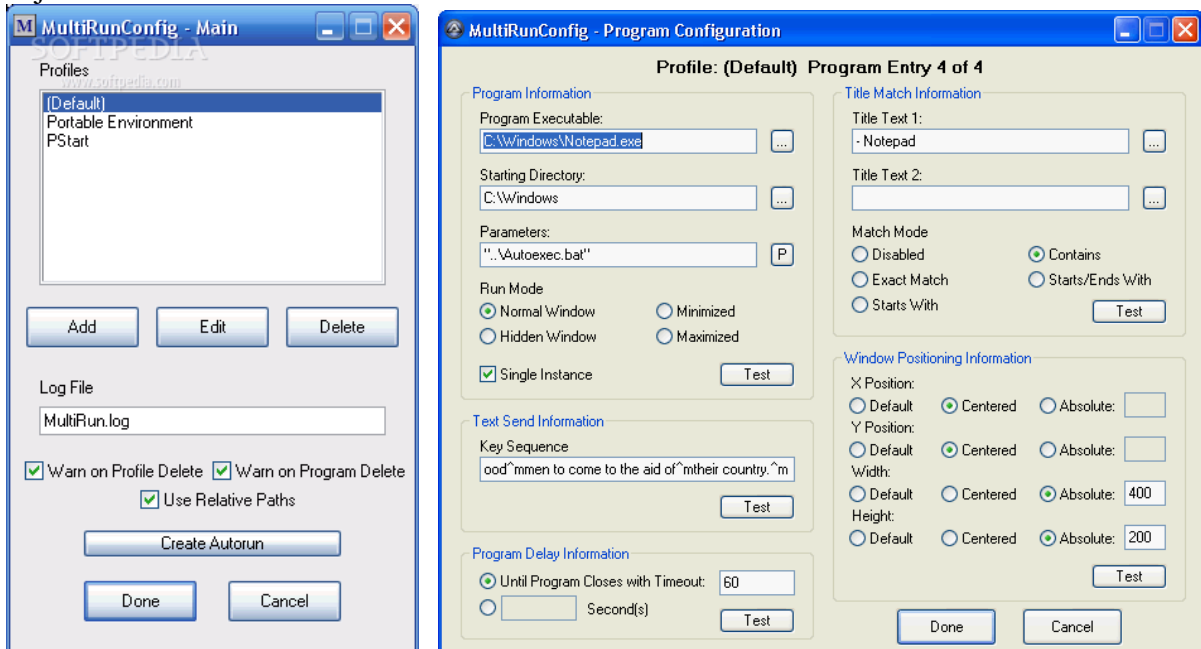 MultiRunConfig - Main
SOFTPEDIA
www.softpedia.com
Profiles
(Default)
Portable Environment
PStart
Add Edit Delete
Log File
MultiRun.log
Warn on Profile Delete Warn on Program Delete
Use Relative Paths
Create Autorun
Done Cancel
MultiRunConfig - Program Configuration
Profile: (Default) Program Entry 4 of 4
Program Information
Program Executable:
C:\Windows\Notepad.exe ...
Starting Directory:
C:\Windows ...
Parameters:
"..\Autoexec.bat" P
Run Mode
Normal Window Minimized
Hidden Window Maximized
Single Instance Test
Text Send Information
Key Sequence
ood^mmen to come to the aid of^mtheir country.^m
Test
Program Delay Information
Until Program Closes with Timeout: 60
Second(s) Test
Title Match Information
Title Text 1:
- Notepad ...
Title Text 2:
...
Match Mode
Disabled Contains
Exact Match Starts/Ends With
Starts With Test
Window Positioning Information
X Position:
Default Centered Absolute:
Y Position:
Default Centered Absolute:
Width:
Default Centered Absolute: 400
Height:
Default Centered Absolute: 200
Test
Done Cancel